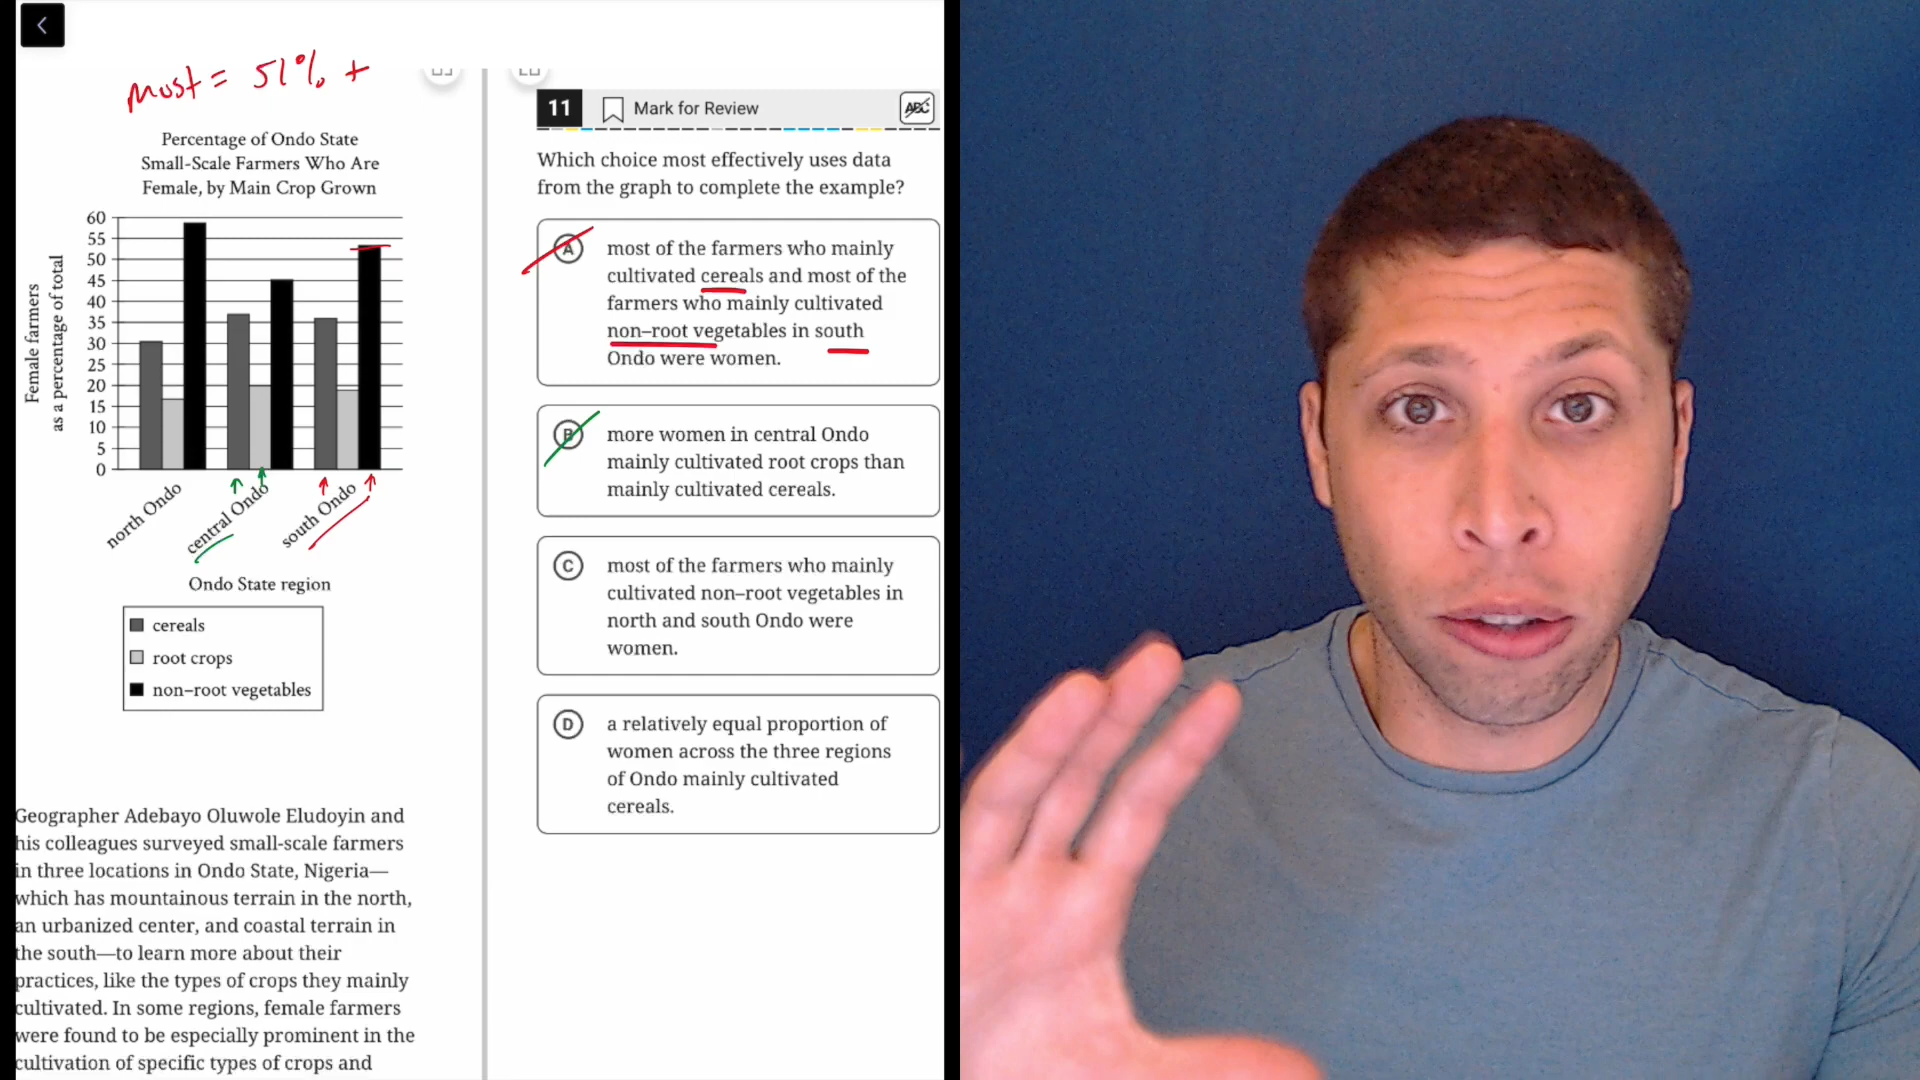 most = 51% +
Percentage of Ondo State
Small-Scale Farmers Who Are
Female, by Main Crop Grown
60
55
50
45
40
35
30
25
20
15
10
5
0
Female farmers
as a percentage of total
north Ondo
central Ondo
south Ondo
Ondo State region
cereals
root crops
non–root vegetables
Geographer Adebayo Oluwole Eludoyin and
his colleagues surveyed small-scale farmers
in three locations in Ondo State, Nigeria—
which has mountainous terrain in the north,
an urbanized center, and coastal terrain in
the south—to learn more about their
practices, like the types of crops they mainly
cultivated. In some regions, female farmers
were found to be especially prominent in the
cultivation of specific types of crops and
11 Mark for Review ABC
Which choice most effectively uses data
from the graph to complete the example?
A most of the farmers who mainly
cultivated cereals and most of the
farmers who mainly cultivated
non–root vegetables in south
Ondo were women.
B more women in central Ondo
mainly cultivated root crops than
mainly cultivated cereals.
C most of the farmers who mainly
cultivated non–root vegetables in
north and south Ondo were
women.
D a relatively equal proportion of
women across the three regions
of Ondo mainly cultivated
cereals.